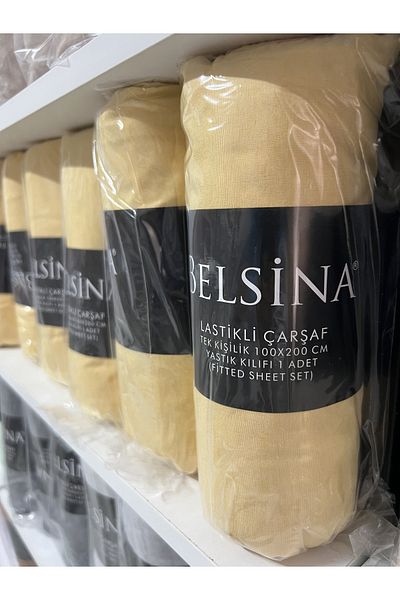 BELSİNA®
LASTİKLİ ÇARŞAF
TEK KİŞİLİK 100X200 CM
YASTIK KILIFI 1 ADET
(FITTED SHEET SET)